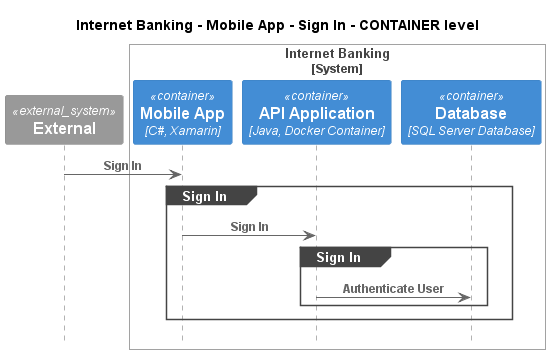 Internet Banking - Mobile App - Sign In - CONTAINER level
Internet Banking
[System]
«external_system»
External
«container»
Mobile App
[C#, Xamarin]
«container»
API Application
[Java, Docker Container]
«container»
Database
[SQL Server Database]
Sign In
Sign In
Sign In
Sign In
Authenticate User